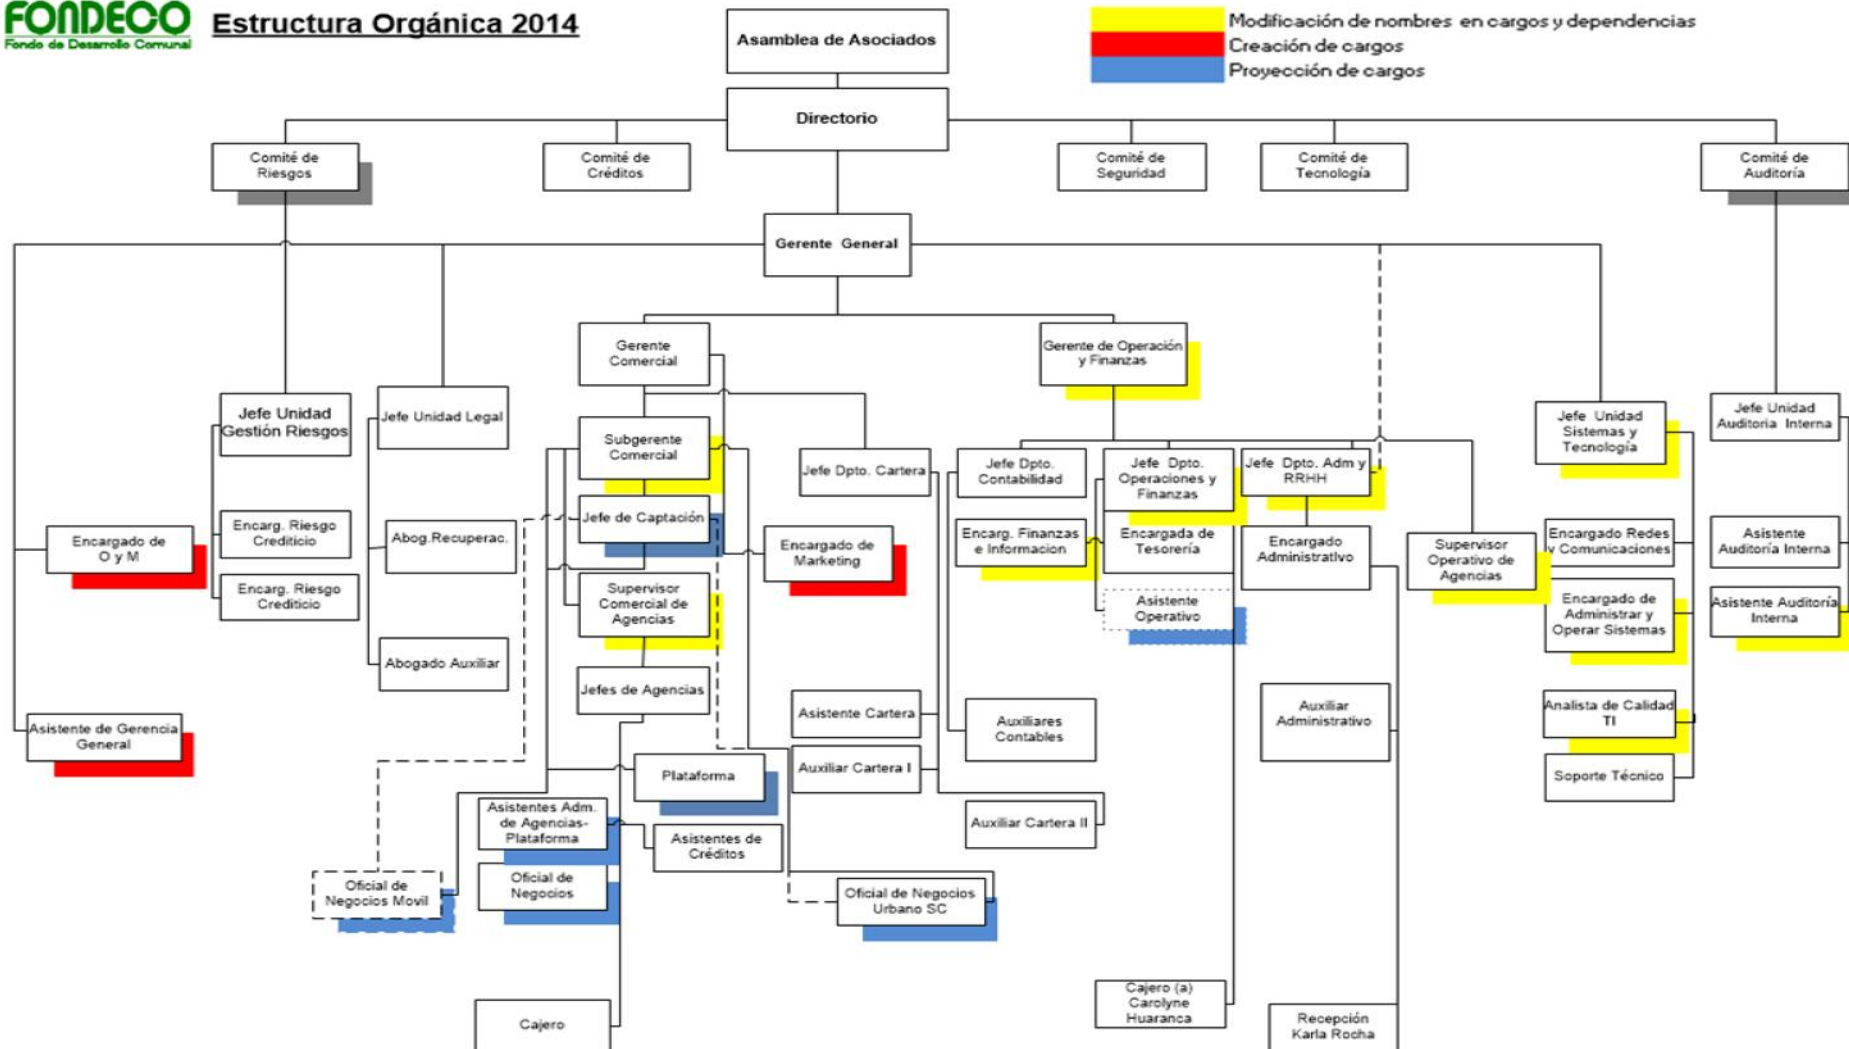 FONDECO
Fondo de Desarrollo Comunal
Estructura Orgánica 2014
Modificación de nombres en cargos y dependencias
Creación de cargos
Proyección de cargos
Asamblea de Asociados
Directorio
Comité de
Riesgos
Comité de
Créditos
Comité de
Seguridad
Comité de
Tecnología
Comité de
Auditoría
Gerente General
Gerente
Comercial
Gerente de Operación
y Finanzas
Jefe Unidad
Gestión Riesgos
Jefe Unidad Legal
Subgerente
Comercial
Jefe Dpto. Cartera
Jefe Dpto.
Contabilidad
Jefe Dpto.
Operaciones y
Finanzas
Jefe Dpto. Adm y
RRHH
Jefe Unidad
Sistemas y
Tecnología
Jefe Unidad
Auditoria Interna
Encargado de
O y M
Encarg. Riesgo
Crediticio
Abog.Recuperac.
Jefe de Captación
Encargado de
Marketing
Encarg. Finanzas
e Informacion
Encargada de
Tesorería
Encargado
Administrativo
Supervisor
Operativo de
Agencias
Encargado Redes
y Comunicaciones
Asistente
Auditoría Interna
Encarg. Riesgo
Crediticio
Supervisor
Comercial de
Agencias
Asistente
Operativo
Encargado de
Administrar y
Operar Sistemas
Asistente Auditoría
Interna
Abogado Auxiliar
Jefes de Agencias
Asistente de Gerencia
General
Asistente Cartera
Auxiliares
Contables
Auxiliar
Administrativo
Analista de Calidad
TI
Plataforma
Auxiliar Cartera I
Soporte Técnico
Asistentes Adm.
de Agencias-
Plataforma
Asistentes de
Créditos
Auxiliar Cartera II
Oficial de
Negocios Movil
Oficial de
Negocios
Oficial de Negocios
Urbano SC
Cajero
Cajero (a)
Carolyne
Huaranca
Recepción
Karla Rocha